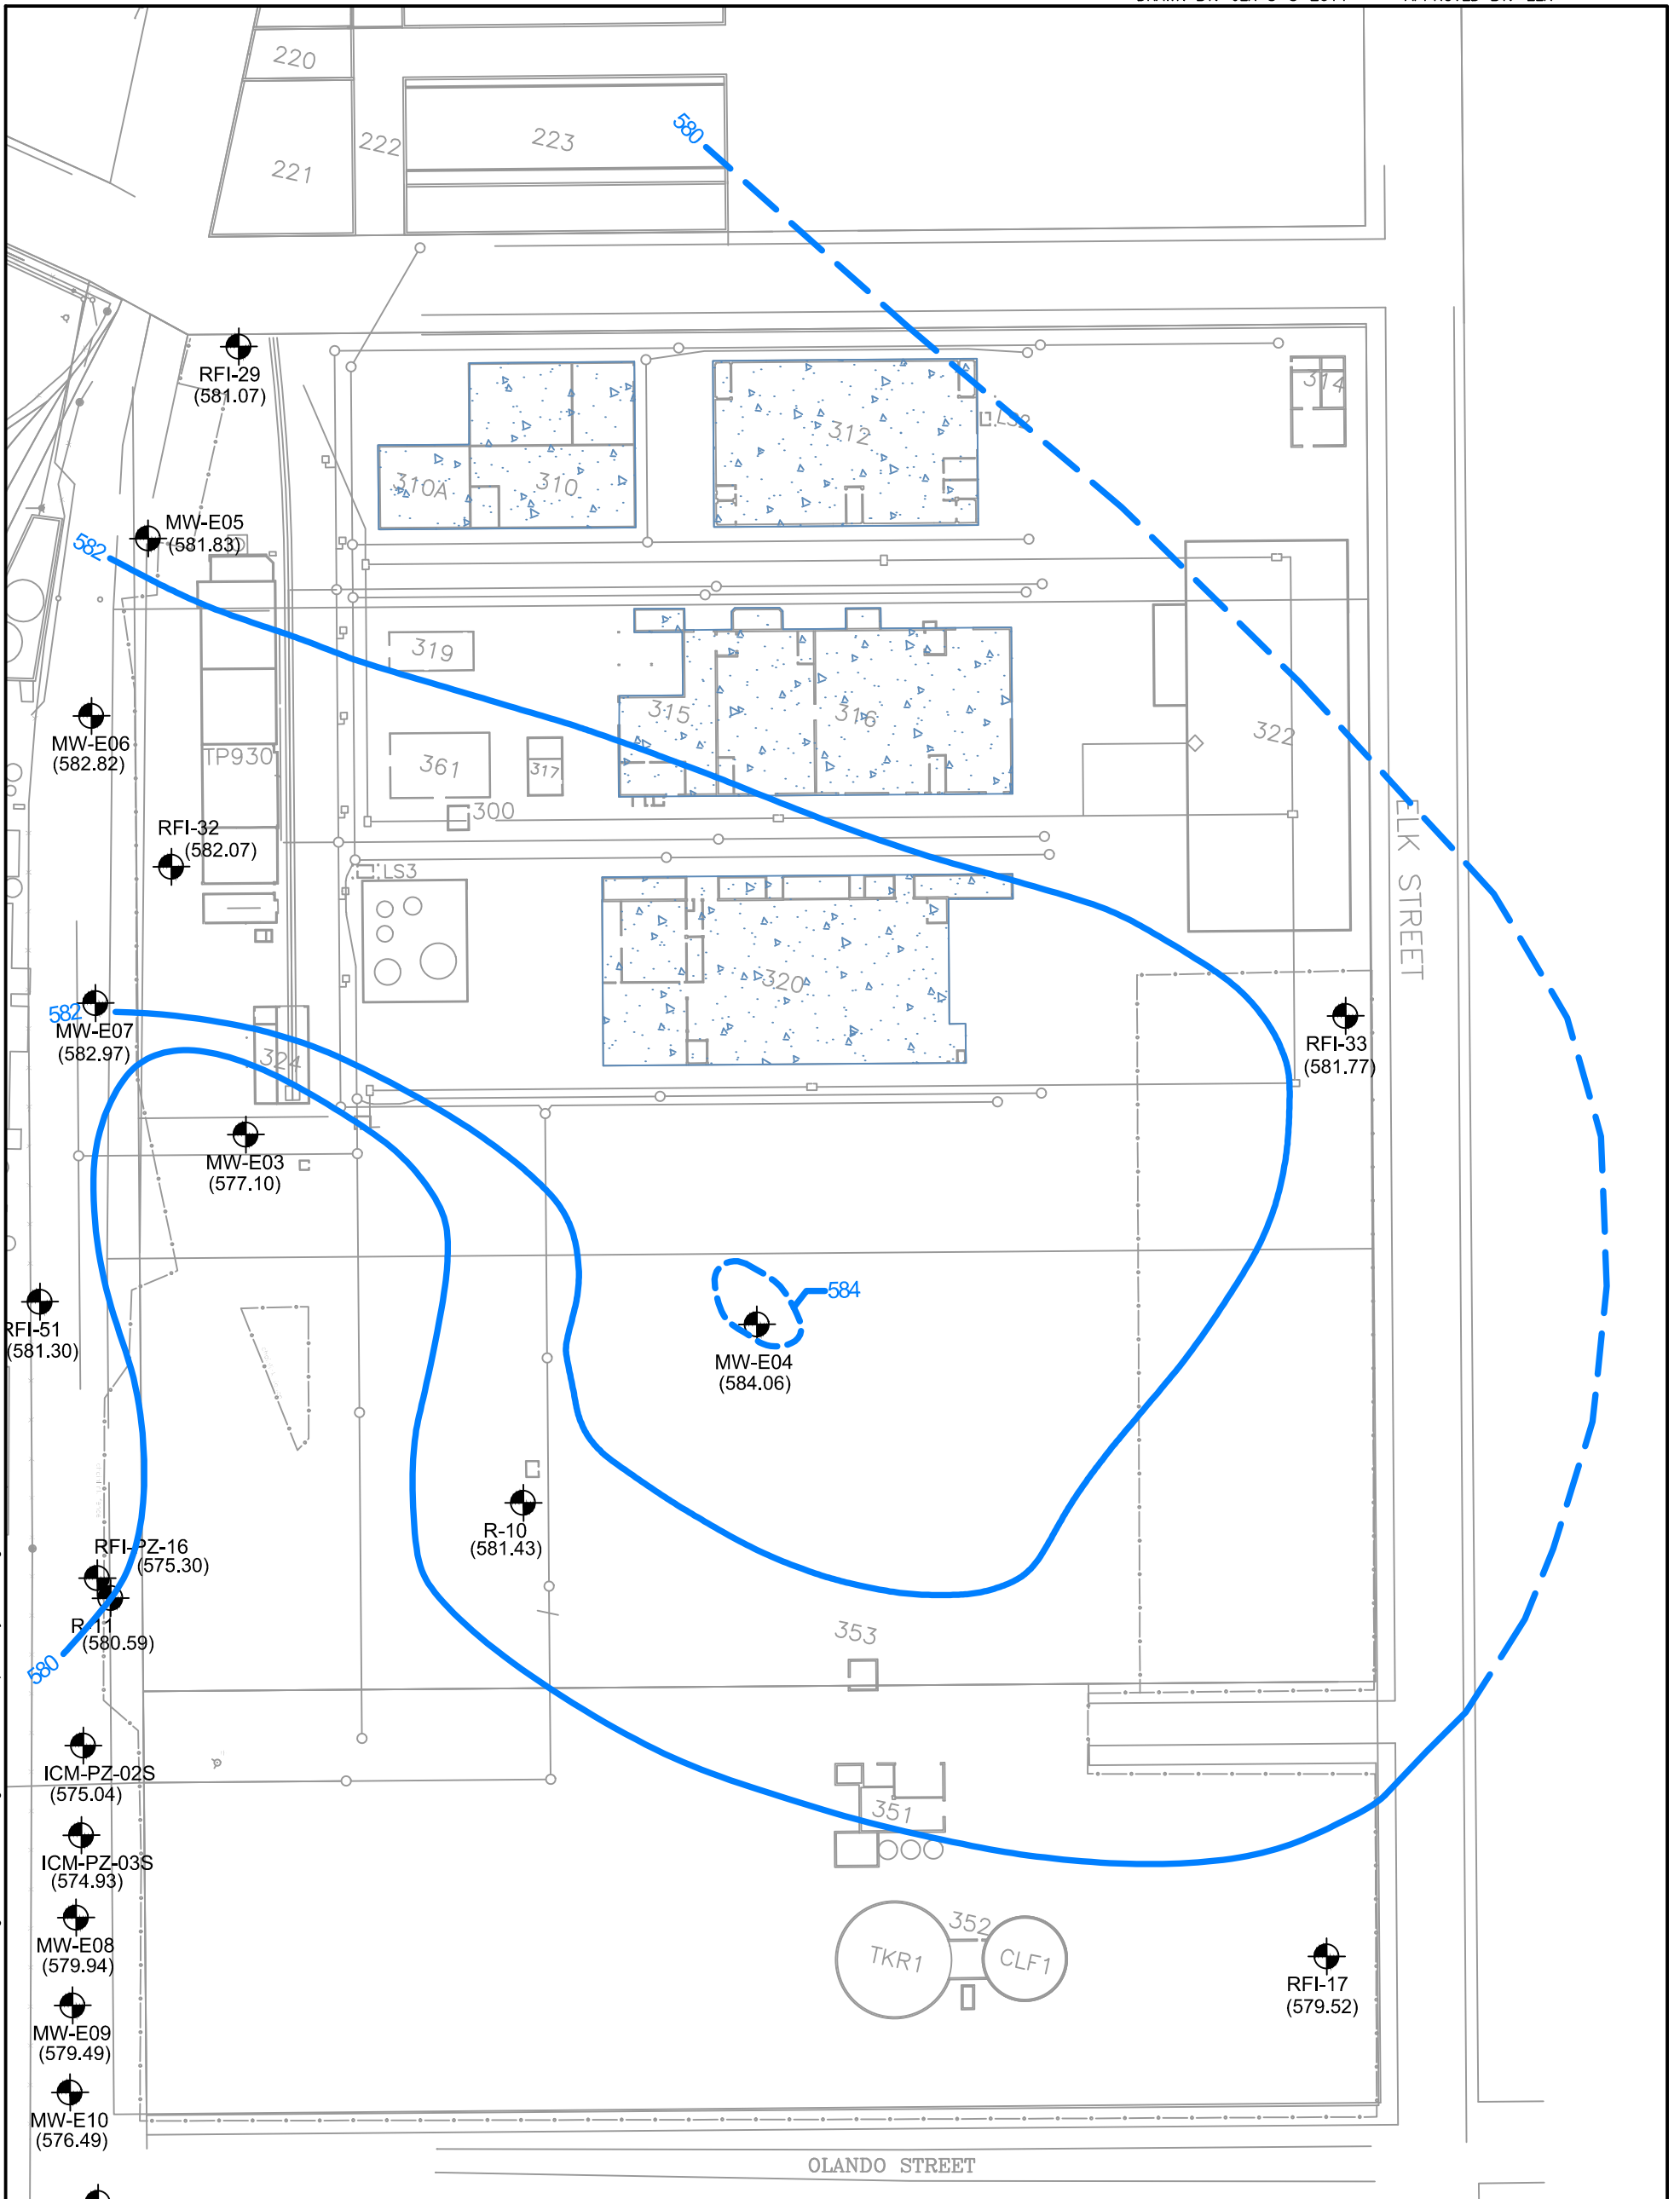 220
580
222
223
221
RFI-29
(581.07)
314
LS2
312
310A
310
MW-E05
(581.83)
582
319
315
316
MW-E06
(582.82)
TP930
361
317
322
300
RFI-32
(582.07)
ELK STREET
LS3
320
582
MW-E07
(582.97)
RFI-33
(581.77)
324
MW-E03
(577.10)
584
RFI-51
(581.30)
MW-E04
(584.06)
R-10
(581.43)
RFI-PZ-16
(575.30)
R-11
(580.59)
353
580
ICM-PZ-02S
(575.04)
351
ICM-PZ-03S
(574.93)
352
MW-E08
(579.94)
TKR1
CLF1
RFI-17
(579.52)
MW-E09
(579.49)
MW-E10
(576.49)
OLANDO STREET